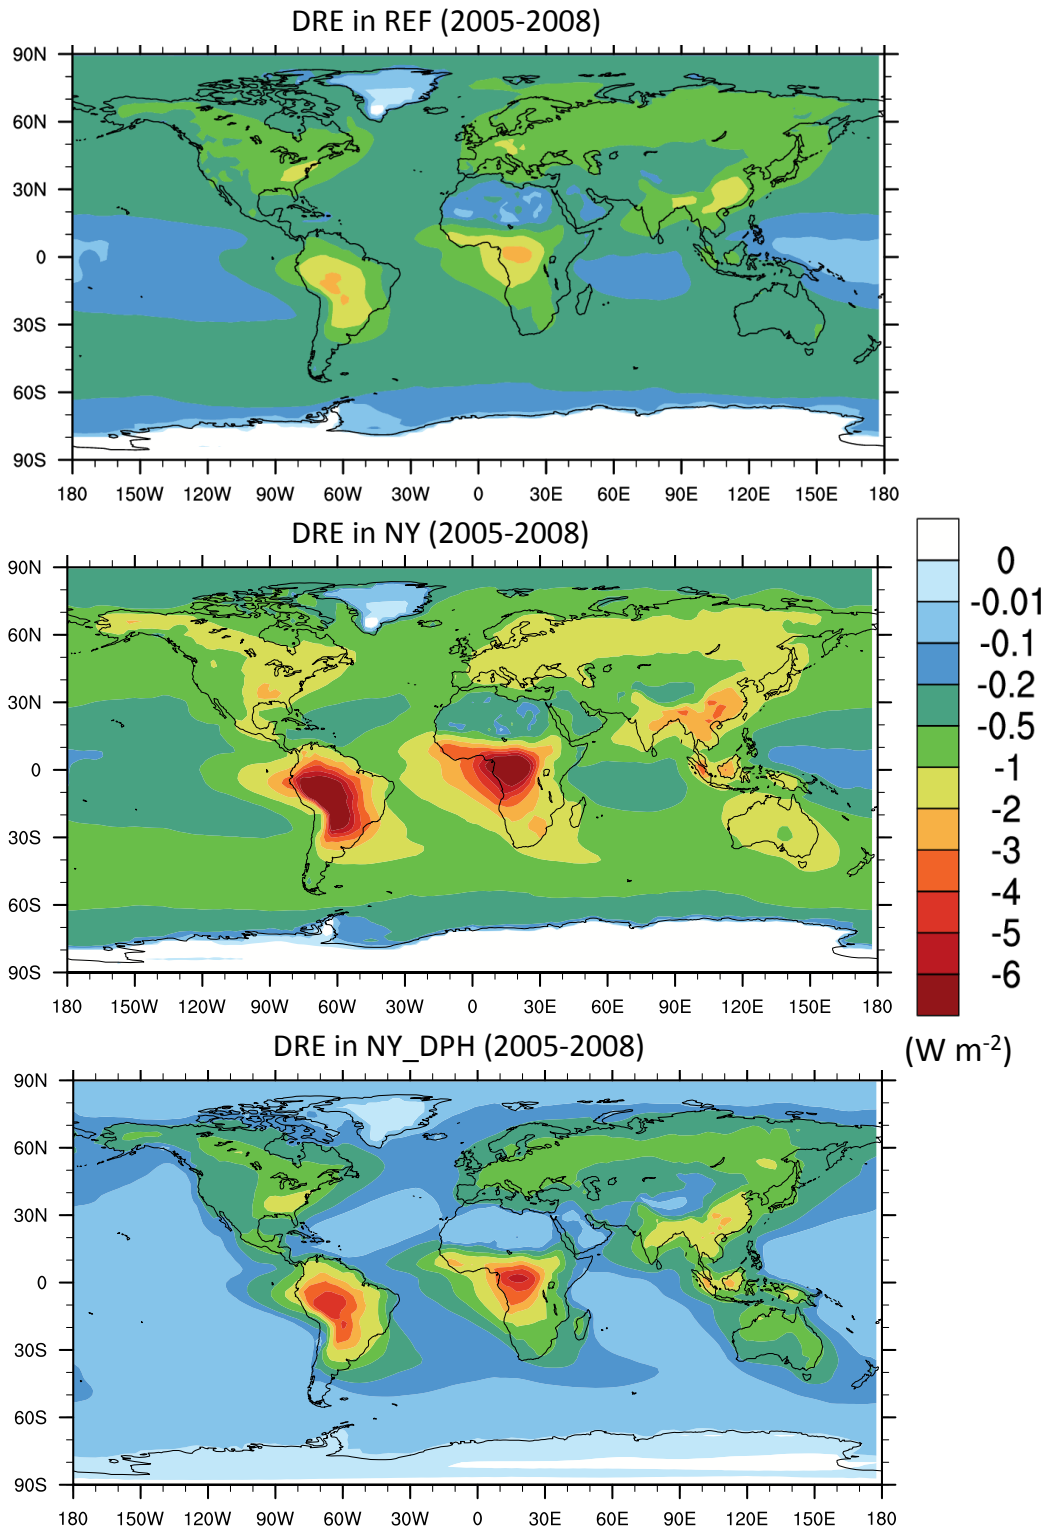 DRE in REF (2005-2008)
90N
60N
30N
0
30S
60S
90S
180 150W 120W 90W 60W 30W 0 30E 60E 90E 120E 150E 180
DRE in NY (2005-2008)
90N
60N
30N
0
30S
60S
90S
180 150W 120W 90W 60W 30W 0 30E 60E 90E 120E 150E 180
0
-0.01
-0.1
-0.2
-0.5
-1
-2
-3
-4
-5
-6
(W m-2)
DRE in NY_DPH (2005-2008)
90N
60N
30N
0
30S
60S
90S
180 150W 120W 90W 60W 30W 0 30E 60E 90E 120E 150E 180